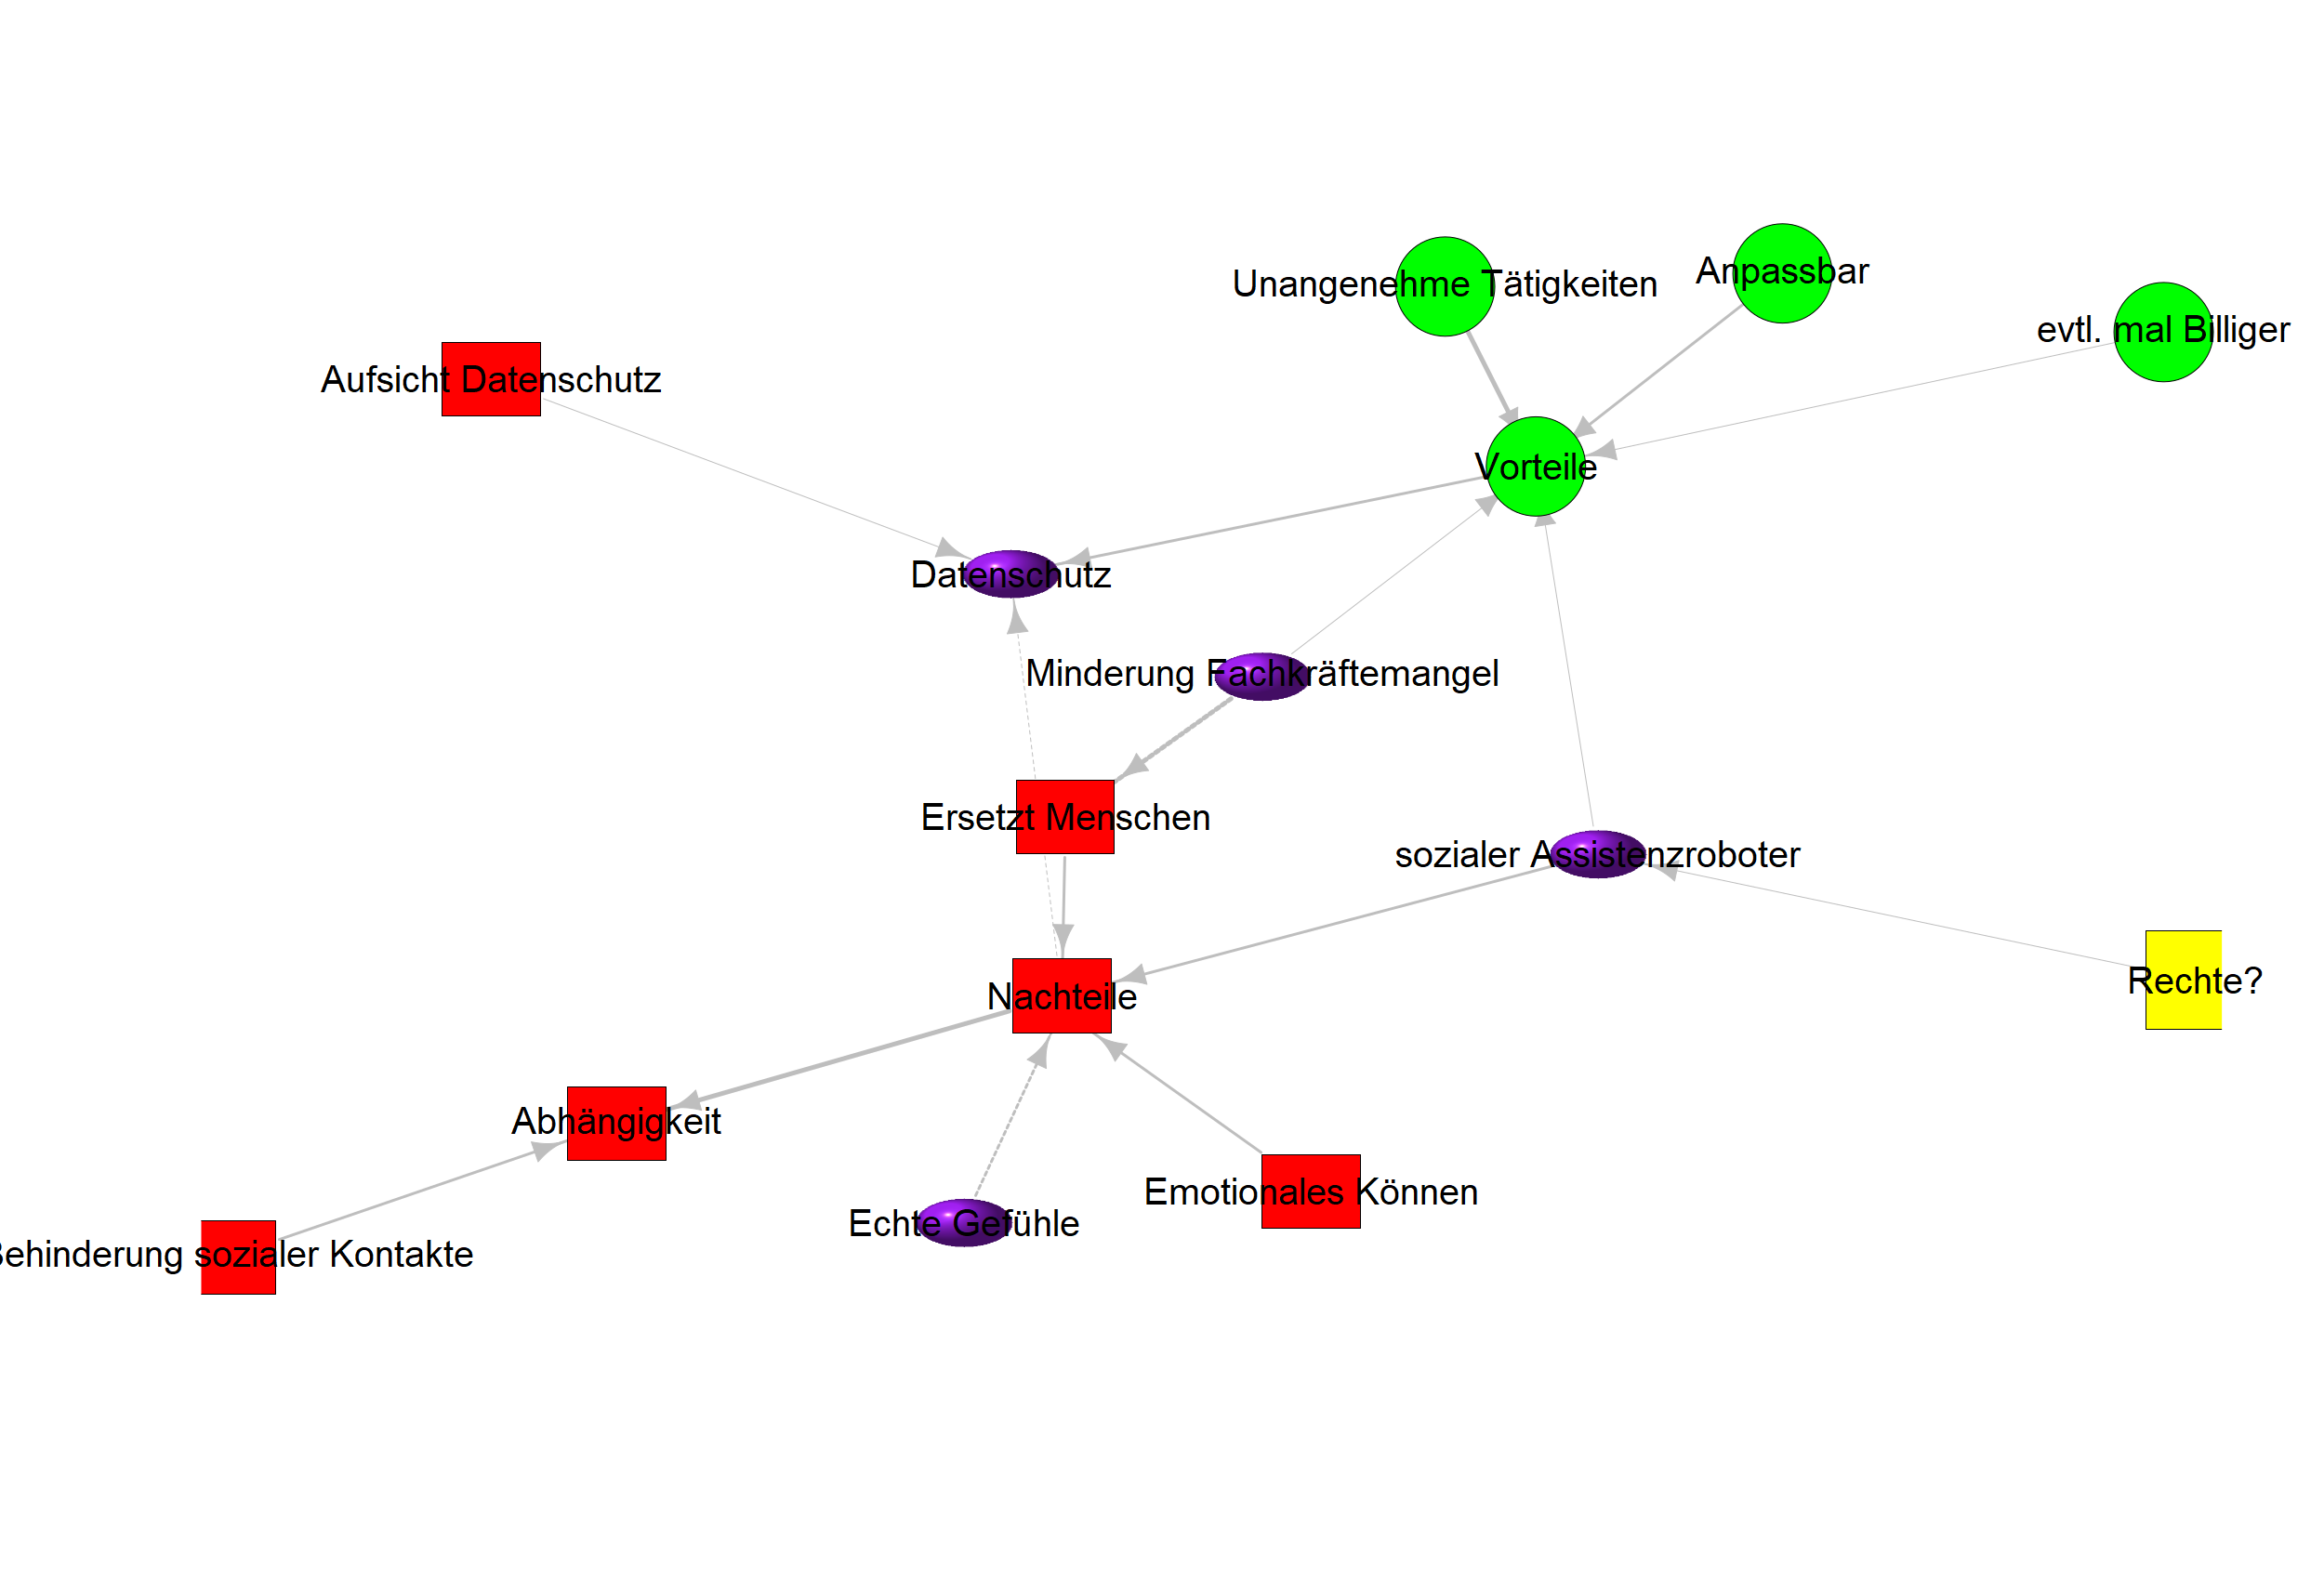 Unangenehme Tätigkeiten
Anpassbar
evtl. mal Billiger
Aufsicht Datenschutz
Vorteile
Datenschutz
Minderung Fachkräftemangel
Ersetzt Menschen
sozialer Assistenzroboter
Rechte?
Nachteile
Abhängigkeit
Emotionales Können
Echte Gefühle
Behinderung sozialer Kontakte